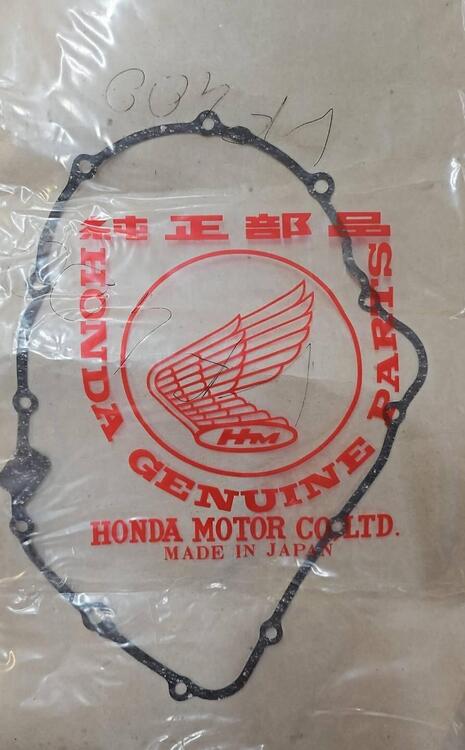 純正部品
HONDA GENUINE PARTS
HM
HONDA MOTOR CO., LTD.
MADE IN JAPAN